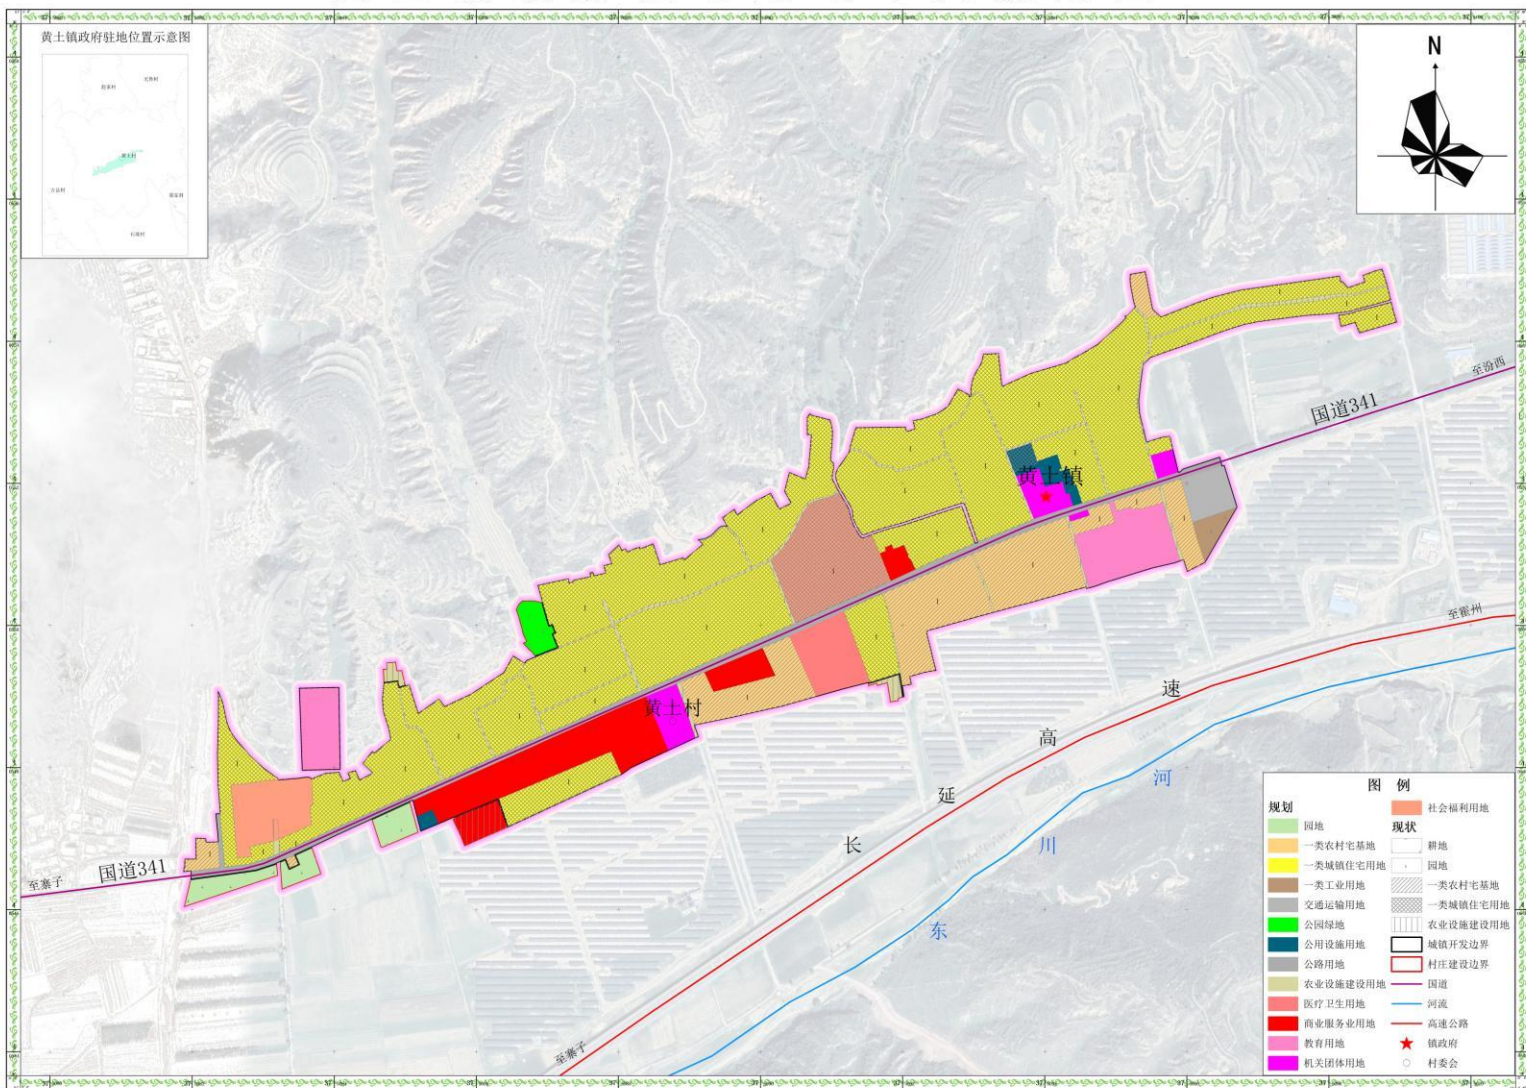 黄土镇政府驻地位置示意图
黄土村
N
至汾西
国道341
黄土镇
至霍州
速
高
延
长
黄土村
河
川
东
国道341
至寨子
至寨子
图 例
规划
园地
一类农村宅基地
一类城镇住宅用地
一类工业用地
交通运输用地
公园绿地
公用设施用地
公路用地
农业设施建设用地
医疗卫生用地
商业服务业用地
教育用地
机关团体用地
社会福利用地
现状
耕地
园地
一类农村宅基地
一类城镇住宅用地
农业设施建设用地
城镇开发边界
村庄建设边界
国道
河流
高速公路
镇政府
村委会